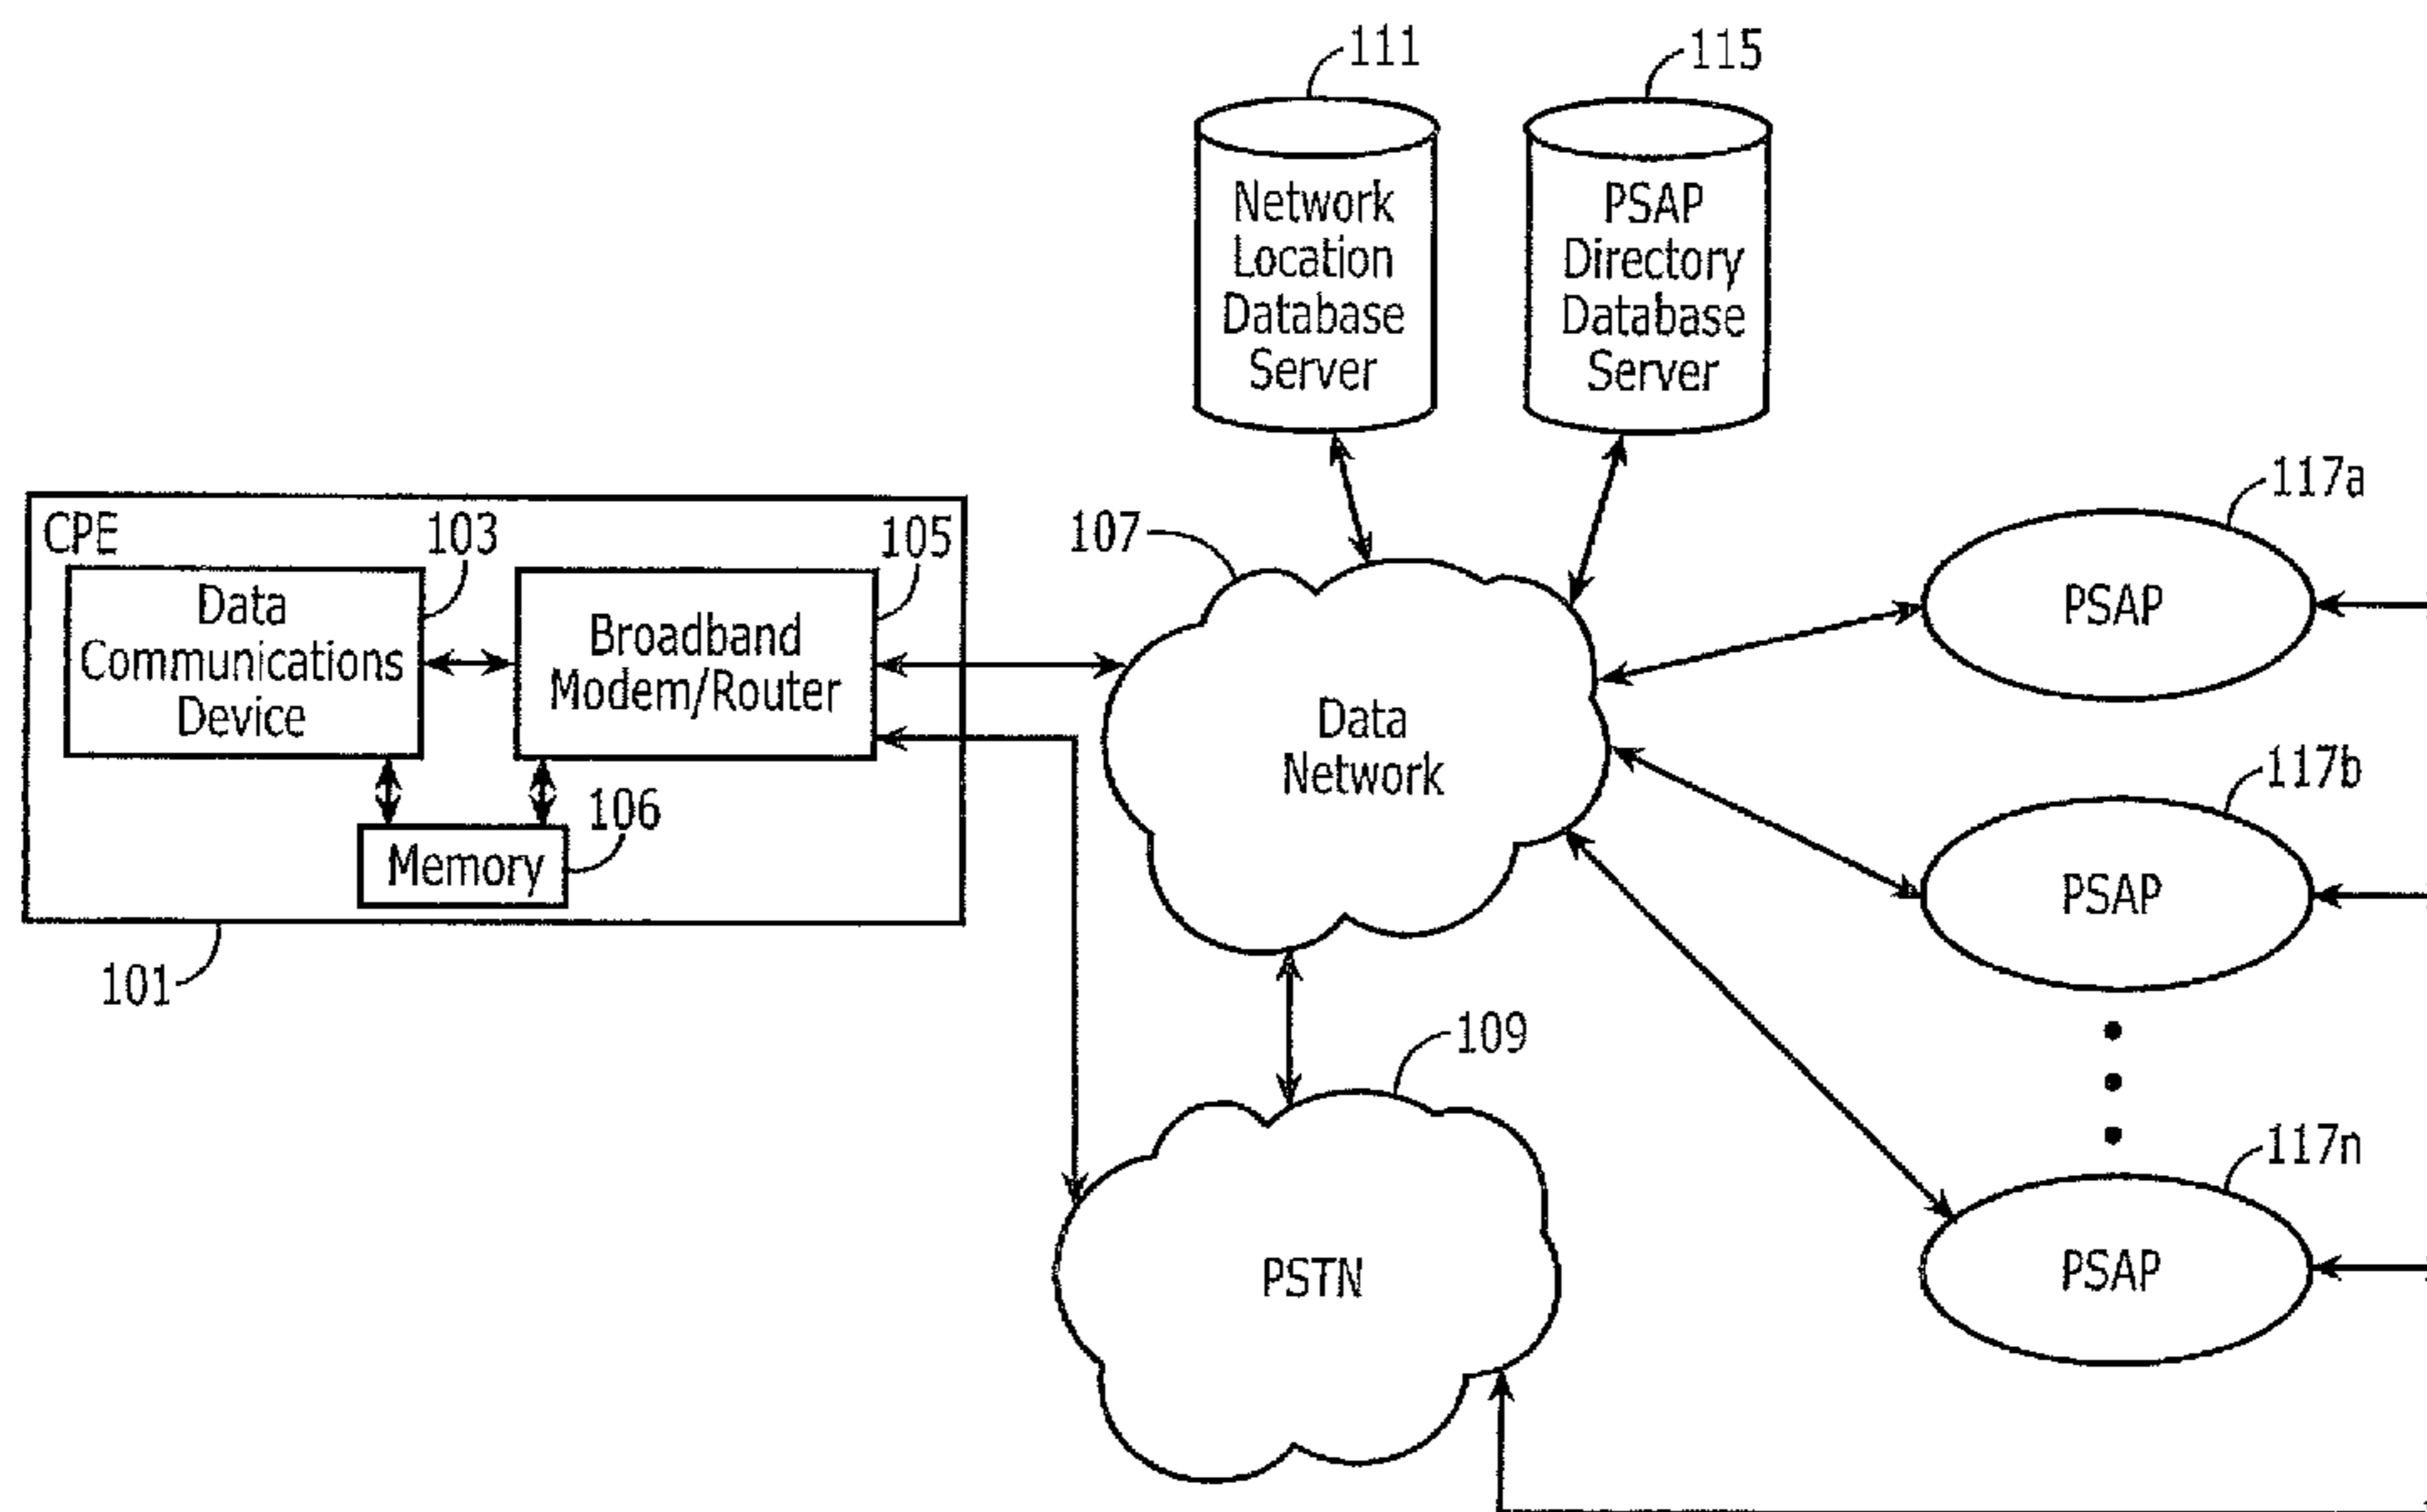 111
115
Network
Location
Database
Server
PSAP
Directory
Database
Server
CPE
103
105
Data
Communications
Device
Broadband
Modem/Router
106
Memory
101
107
Data
Network
117a
PSAP
117b
PSAP
109
PSTN
117n
PSAP